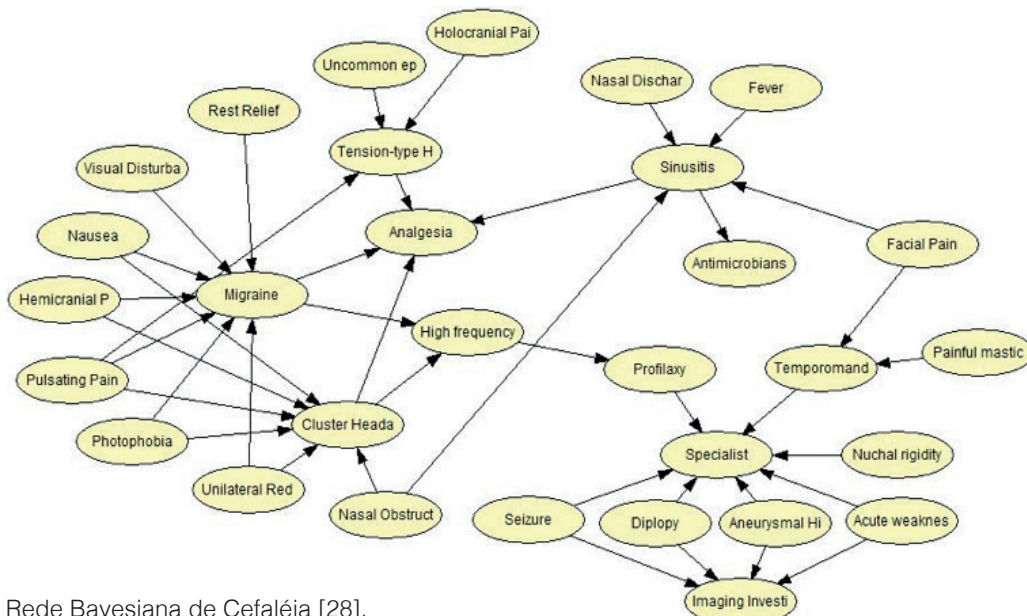 Holocranial Pai
Uncommon ep
Nasal Dischar
Fever
Rest Relief
Tension-type H
Sinusitis
Visual Disturba
Nausea
Analgesia
Facial Pain
Antimicrobians
Hemicranial P
Migraine
High frequency
Painful mastic
Pulsating Pain
Profilaxy
Temporomand
Cluster Heada
Photophobia
Specialist
Nuchal rigidity
Unilateral Red
Nasal Obstruct
Seizure
Diplopy
Aneurysmal Hi
Acute weaknes
Imaging Investi
Rede Bayesiana de Cefaléia [28].